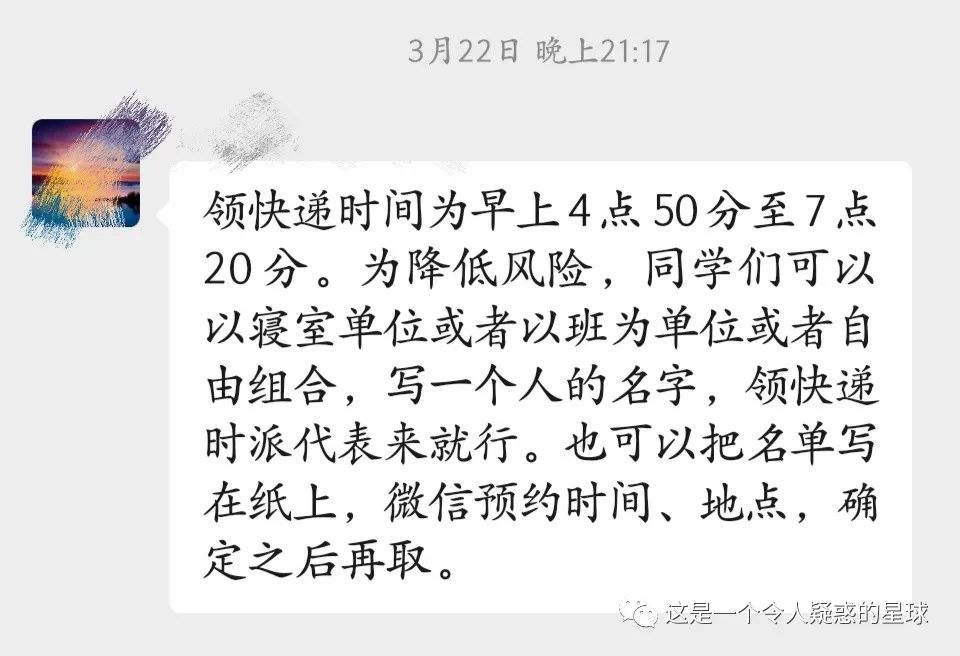 3月22日 晚上21:17
领快递时间为早上4点50分至7点
20分。为降低风险，同学们可以
以寝室单位或者以班为单位或者自
由组合，写一个人的名字，领快递
时派代表来就行。也可以把名单写
在纸上，微信预约时间、地点，确
定之后再取。
这是一个令人疑惑的星球